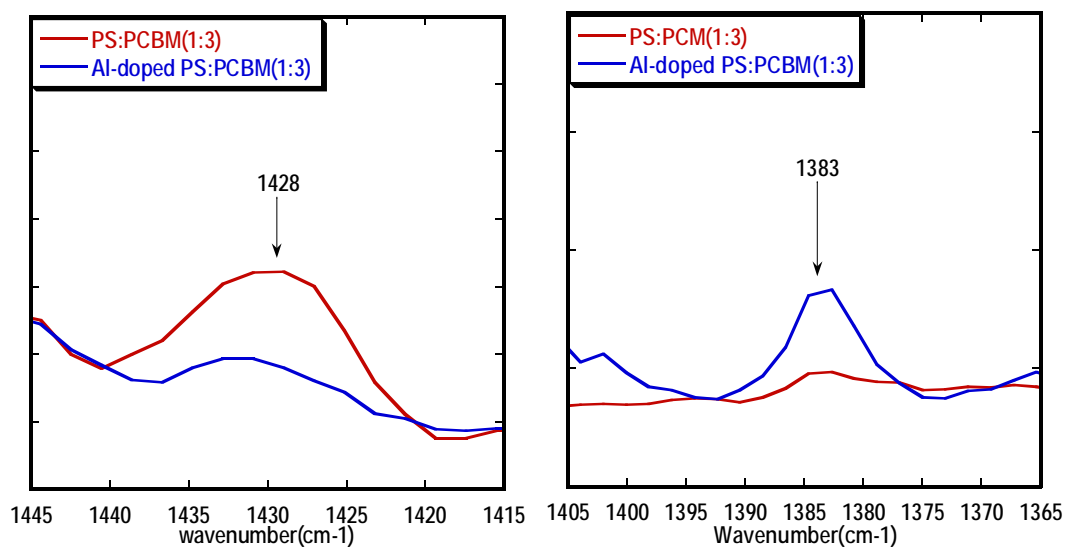 PS:PCBM(1:3)
Al-doped PS:PCBM(1:3)
1428
1445 1440 1435 1430 1425 1420 1415
wavenumber(cm-1)
PS:PCM(1:3)
Al-doped PS:PCBM(1:3)
1383
1405 1400 1395 1390 1385 1380 1375 1370 1365
Wavenumber(cm-1)